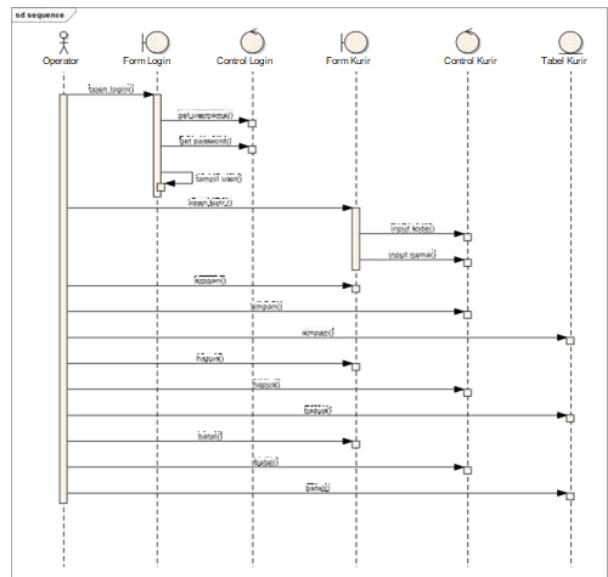 sd sequence
Operator
Form Login
Control Login
Form Kurir
Control Kurir
Tabel Kurir
open login()
get username()
get password()
tampil user()
input kode()
input nama()
simpan()
simpan()
simpan()
hapus()
hapus()
hapus()
batal()
batal()